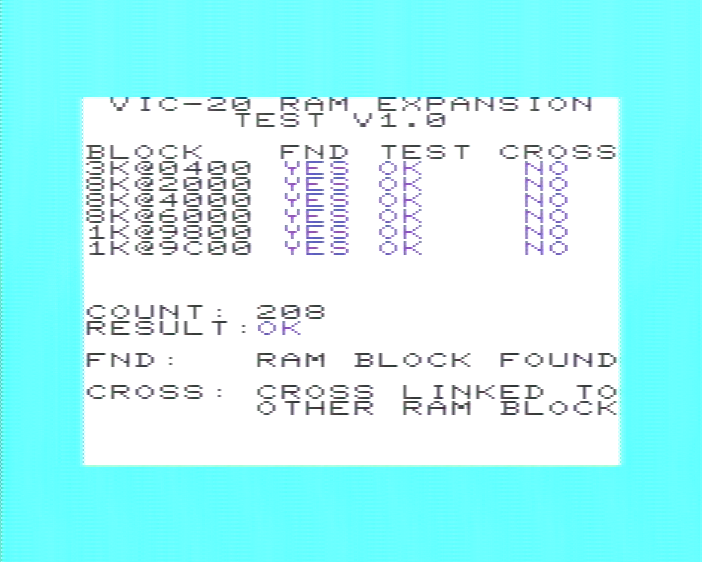 VIC-20 RAM EXPANSION
TEST V1.0
BLOCK FND TEST CROSS
3K@0400 YES OK NO
8K@2000 YES OK NO
8K@4000 YES OK NO
8K@6000 YES OK NO
1K@9800 YES OK NO
1K@9C00 YES OK NO
COUNT: 208
RESULT:OK
FND: RAM BLOCK FOUND
CROSS: CROSS LINKED TO
OTHER RAM BLOCK